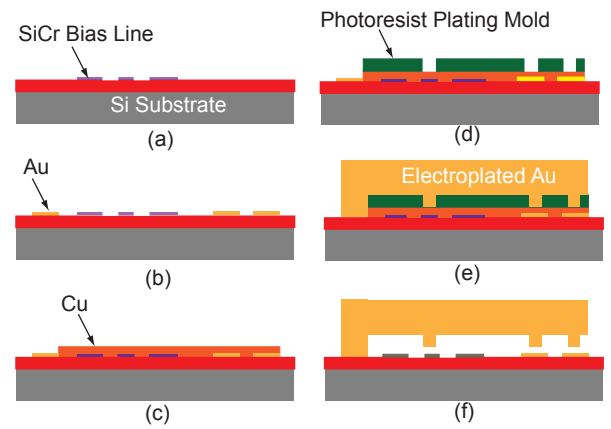 SiCr Bias Line
Si Substrate
(a)
Au
(b)
Cu
(c)
Photoresist Plating Mold
(d)
Electroplated Au
(e)
(f)